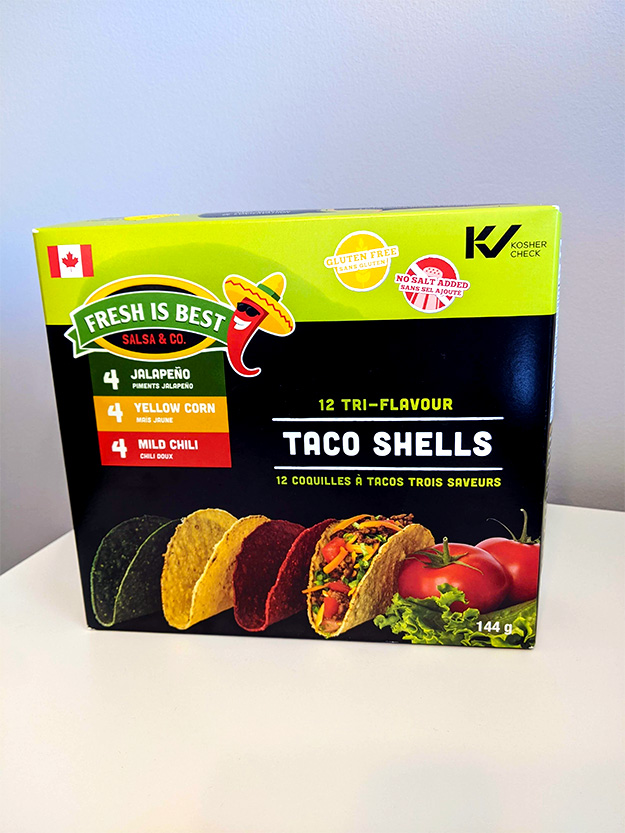 GLUTEN FREE
SANS GLUTEN
NO SALT ADDED
SANS SEL AJOUTÉ
KOSHER
CHECK
FRESH IS BEST
SALSA & CO.
4 JALAPEÑO
PIMENTS JALAPEÑO
4 YELLOW CORN
MAIS JAUNE
4 MILD CHILI
CHILI DOUX
12 TRI-FLAVOUR
TACO SHELLS
12 COQUILLES À TACOS TROIS SAVEURS
144 g